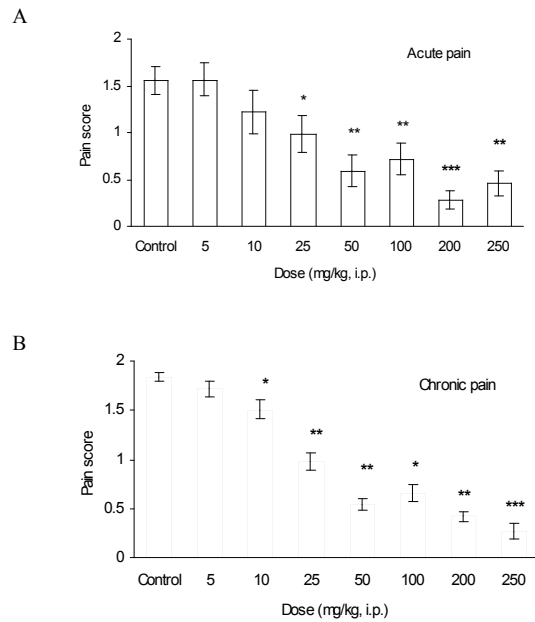 A
2
Acute pain
1.5
*
**
**
**
1
***
Pain score
0.5
0
Control 5 10 25 50 100 200 250
Dose (mg/kg, i.p.)
B
2
Chronic pain
*
1.5
**
**
*
**
***
1
Pain score
0.5
0
Control 5 10 25 50 100 200 250
Dose (mg/kg, i.p.)